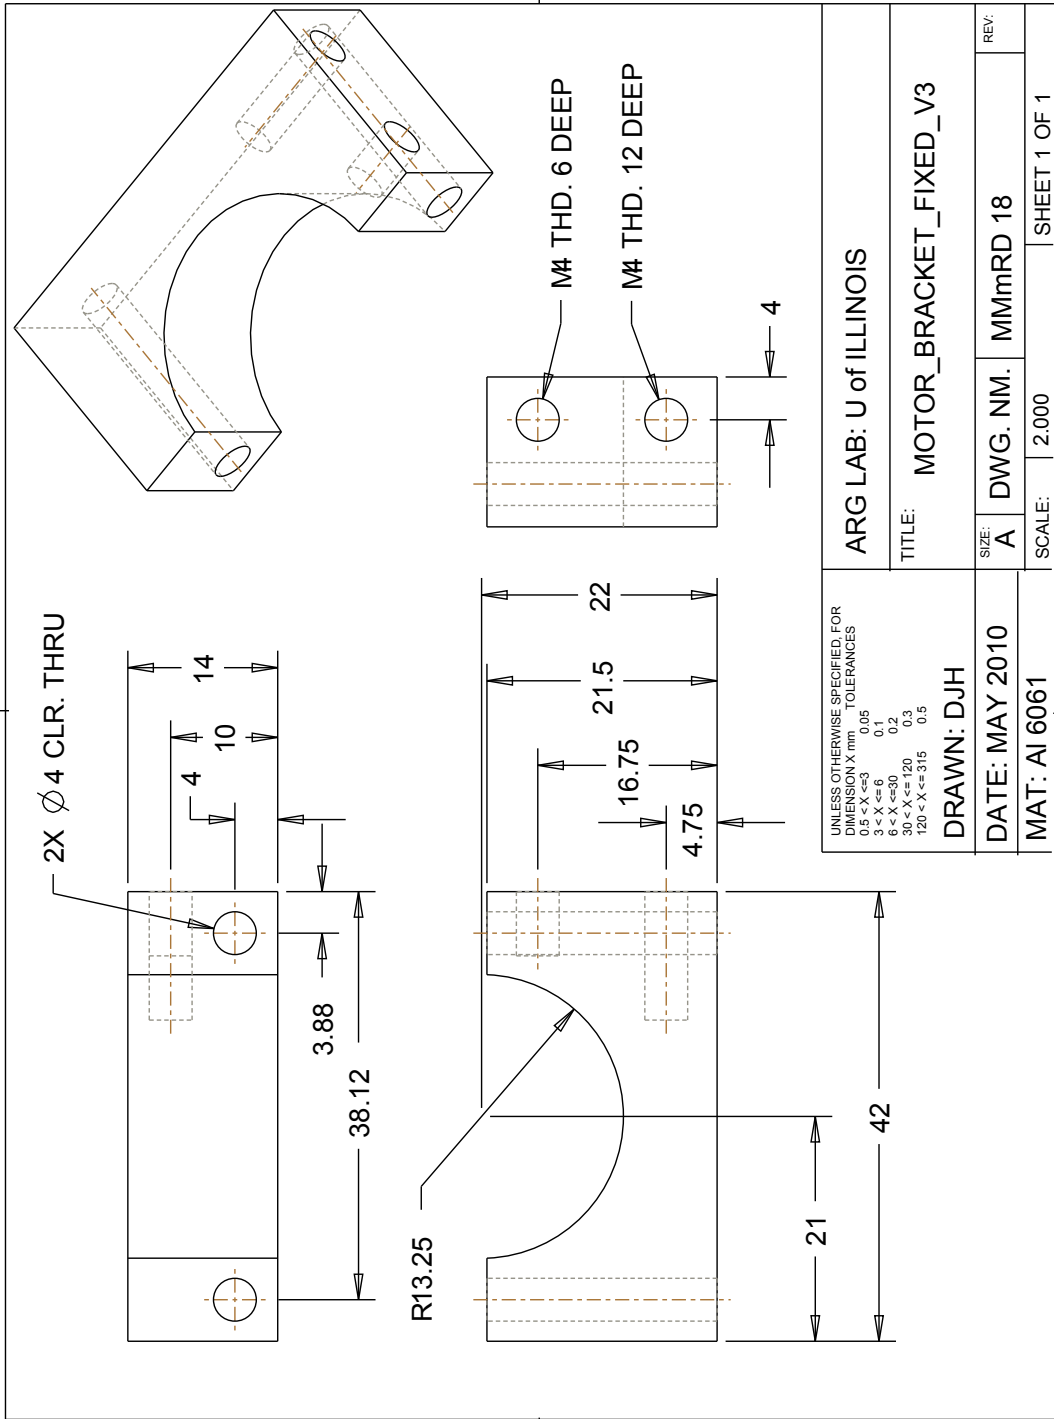 2X Ø 4 CLR. THRU
14
10
4
3.88
38.12
R13.25
22
21.5
16.75
4.75
21
42
M4 THD. 6 DEEP
M4 THD. 12 DEEP
4
UNLESS OTHERWISE SPECIFIED, FOR
DIMENSION X mm TOLERANCES
0.5 < X <=3 0.05
3 < X <= 6 0.1
6 < X <=30 0.2
30 < X <= 120 0.3
120 < X <= 315 0.5
DRAWN: DJH
DATE: MAY 2010
MAT: Al 6061
ARG LAB: U of ILLINOIS
TITLE:
MOTOR_BRACKET_FIXED_V3
SIZE:
A
DWG. NM. MMmRD 18
REV:
SCALE: 2.000
SHEET 1 OF 1